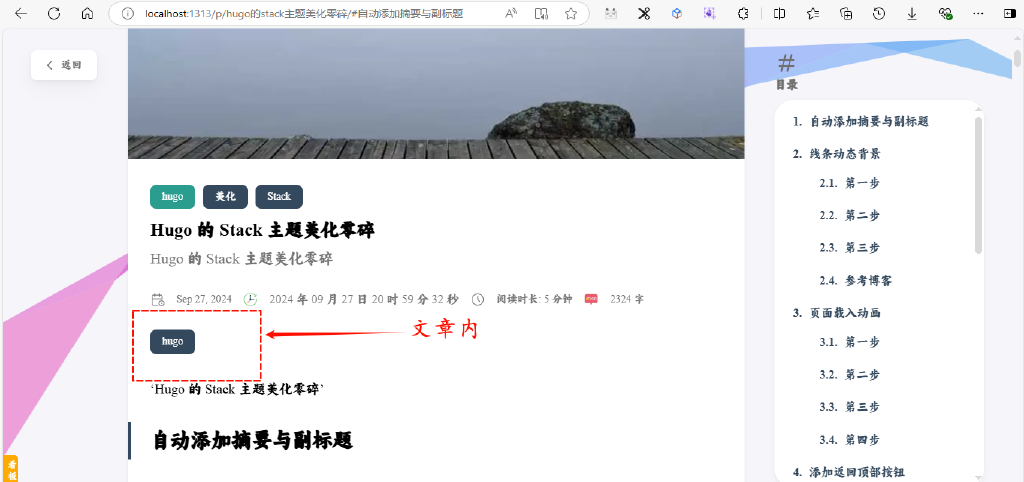 localhost:1313/p/hugo的stack主题美化零碎/#自动添加摘要与副标题
返回
hugo 美化 Stack
Hugo 的 Stack 主题美化零碎
Hugo 的 Stack 主题美化零碎
Sep 27, 2024 2024 年 09 月 27 日 20 时 59 分 32 秒 阅读时长: 5 分钟 2324 字
hugo
文章内
‘Hugo 的 Stack 主题美化零碎’
自动添加摘要与副标题
#
目录
1. 自动添加摘要与副标题
2. 线条动态背景
2.1. 第一步
2.2. 第二步
2.3. 第三步
2.4. 参考博客
3. 页面载入动画
3.1. 第一步
3.2. 第二步
3.3. 第三步
3.4. 第四步
4. 添加返回顶部按钮
看板